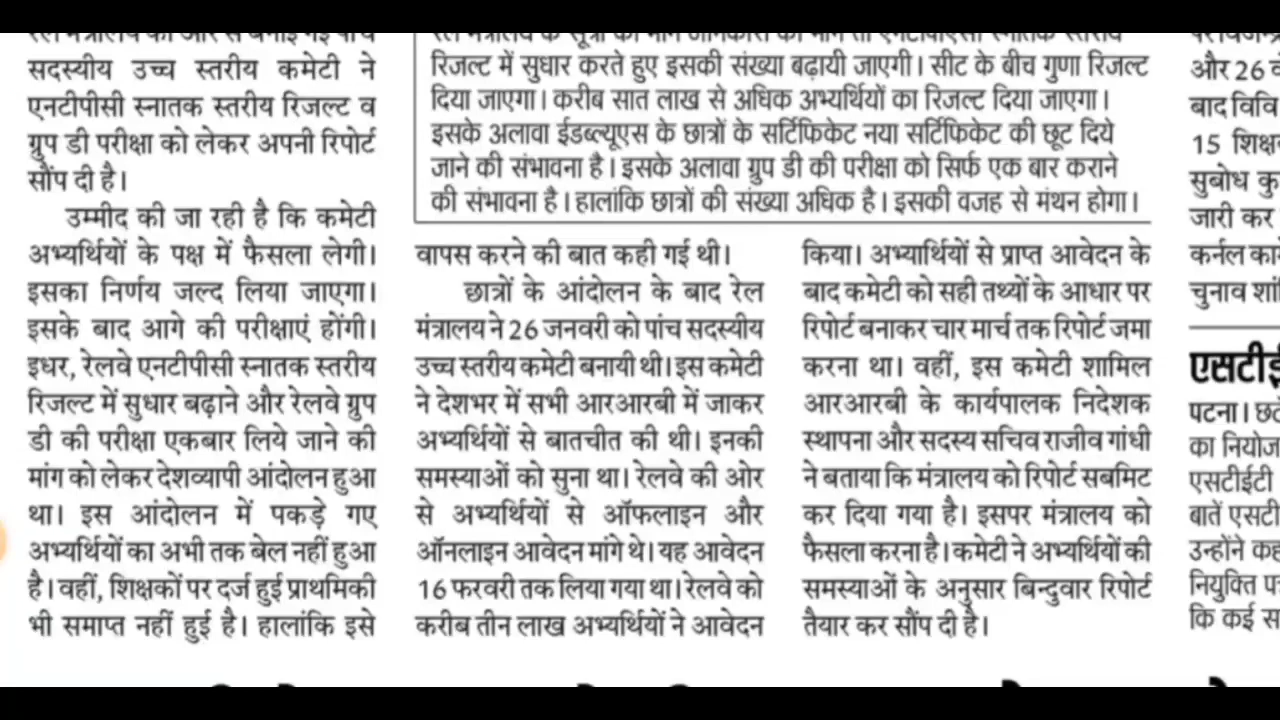 सदस्यीय उच्च स्तरीय कमेटी ने
एनटीपीसी स्नातक स्तरीय रिजल्ट व
ग्रुप डी परीक्षा को लेकर अपनी रिपोर्ट
सौंप दी है।
उम्मीद की जा रही है कि कमेटी
अभ्यर्थियों के पक्ष में फैसला लेगी।
इसका निर्णय जल्द लिया जाएगा।
इसके बाद आगे की परीक्षाएं होंगी।
इधर, रेलवे एनटीपीसी स्नातक स्तरीय
रिजल्ट में सुधार बढ़ाने और रेलवे ग्रुप
डी की परीक्षा एकबार लिये जाने की
मांग को लेकर देशव्यापी आंदोलन हुआ
था। इस आंदोलन में पकड़े गए
अभ्यर्थियों का अभी तक बेल नहीं हुआ
है। वहीं, शिक्षकों पर दर्ज हुई प्राथमिकी
भी समाप्त नहीं हुई है। हालांकि इसे
रिजल्ट में सुधार करते हुए इसकी संख्या बढ़ायी जाएगी। सीट के बीच गुणा रिजल्ट
दिया जाएगा। करीब सात लाख से अधिक अभ्यर्थियों का रिजल्ट दिया जाएगा।
इसके अलावा ईडब्ल्यूएस के छात्रों के सर्टिफिकेट नया सर्टिफिकेट की छूट दिये
जाने की संभावना है। इसके अलावा ग्रुप डी की परीक्षा को सिर्फ एक बार कराने
की संभावना है। हालांकि छात्रों की संख्या अधिक है। इसकी वजह से मंथन होगा।
वापस करने की बात कही गई थी।
छात्रों के आंदोलन के बाद रेल
मंत्रालय ने 26 जनवरी को पांच सदस्यीय
उच्च स्तरीय कमेटी बनायी थी। इस कमेटी
ने देशभर में सभी आरआरबी में जाकर
अभ्यर्थियों से बातचीत की थी। इनकी
समस्याओं को सुना था। रेलवे की ओर
से अभ्यर्थियों से ऑफलाइन और
ऑनलाइन आवेदन मांगे थे। यह आवेदन
16 फरवरी तक लिया गया था। रेलवे को
करीब तीन लाख अभ्यर्थियों ने आवेदन
किया। अभ्यार्थियों से प्राप्त आवेदन के
बाद कमेटी को सही तथ्यों के आधार पर
रिपोर्ट बनाकर चार मार्च तक रिपोर्ट जमा
करना था। वहीं, इस कमेटी शामिल
आरआरबी के कार्यपालक निदेशक
स्थापना और सदस्य सचिव राजीव गांधी
ने बताया कि मंत्रालय को रिपोर्ट सबमिट
कर दिया गया है। इसपर मंत्रालय को
फैसला करना है। कमेटी ने अभ्यर्थियों की
समस्याओं के अनुसार बिन्दुवार रिपोर्ट
तैयार कर सौंप दी है।
और 26
बाद विवि
15
सुबोध
जारी कर
कर्नल
चुनाव
पटना।
का
एसटीईटी
बातें
उन्होंने
नियुक्ति
कि कई